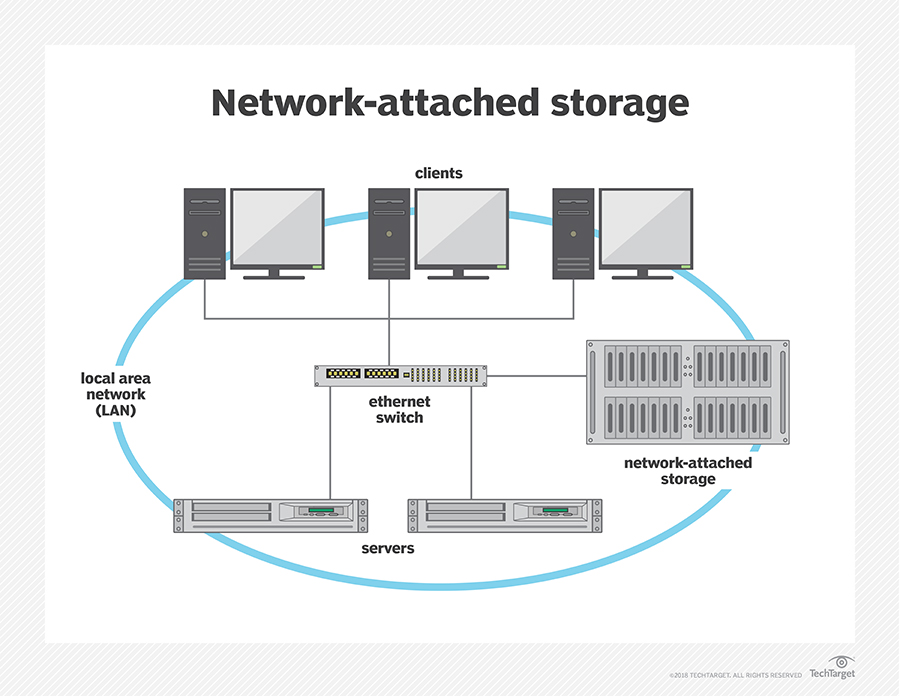 Network-attached storage
clients
local area
network
(LAN)
ethernet
switch
network-attached
storage
servers
©2018 TECHTARGET. ALL RIGHTS RESERVED
TechTarget